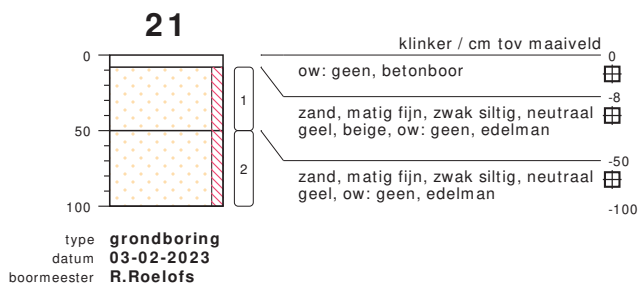 21
klinker / cm tov maaiveld
0
0
ow: geen, betonboor
-8
1
zand, matig fijn, zwak siltig, neutraal
geel, beige, ow: geen, edelman
50
-50
2
zand, matig fijn, zwak siltig, neutraal
geel, ow: geen, edelman
100
-100
type grondboring
datum 03-02-2023
boormeester R.Roelofs